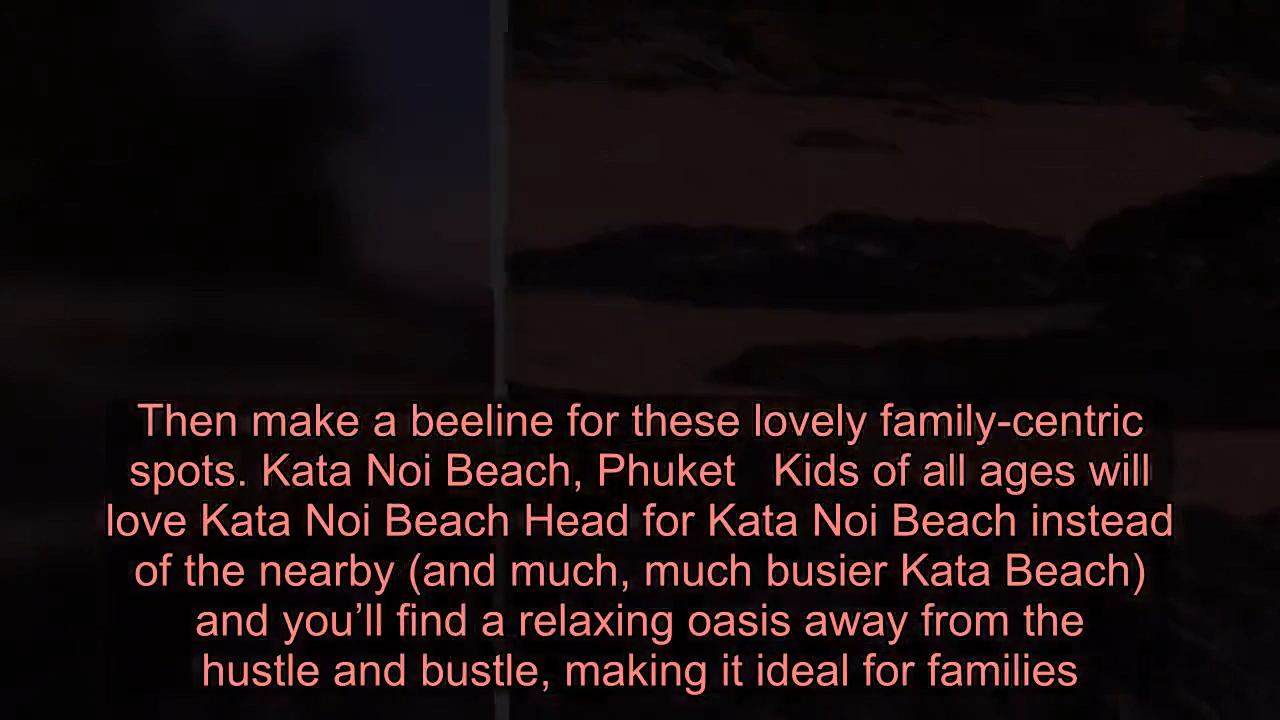 Then make a beeline for these lovely family-centric
spots. Kata Noi Beach, Phuket   Kids of all ages will
love Kata Noi Beach Head for Kata Noi Beach instead
of the nearby (and much, much busier Kata Beach)
and you’ll find a relaxing oasis away from the
hustle and bustle, making it ideal for families